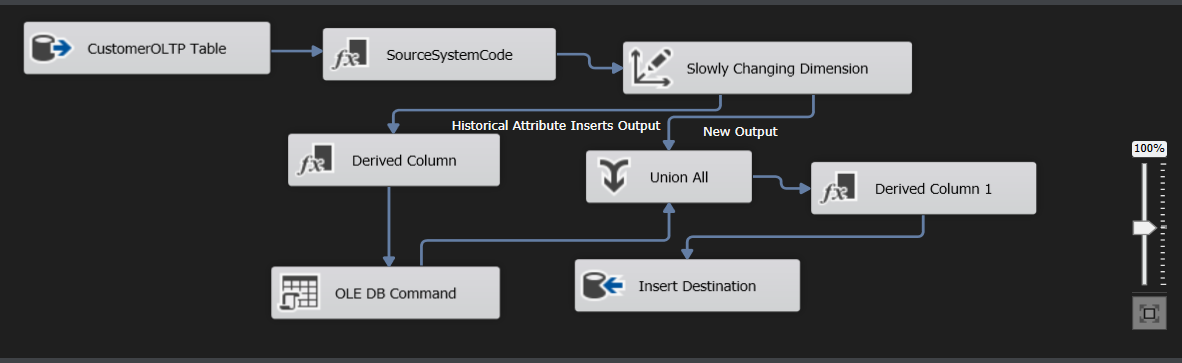 CustomerOLTP Table
SourceSystemCode
Slowly Changing Dimension
Historical Attribute Inserts Output
New Output
Derived Column
Union All
Derived Column 1
OLE DB Command
Insert Destination
100%